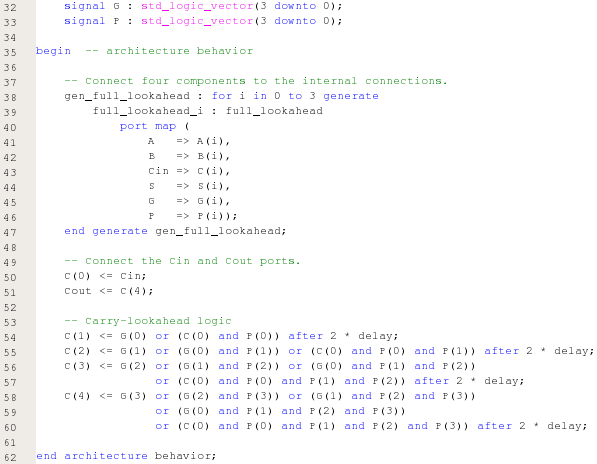 32 signal G : std_logic_vector(3 downto 0);
33 signal P : std_logic_vector(3 downto 0);
34
35 begin -- architecture behavior
36
37 -- Connect four components to the internal connections.
38 gen_full_lookahead : for i in 0 to 3 generate
39 full_lookahead_i : full_lookahead
40 port map (
41 A => A(i),
42 B => B(i),
43 Cin => C(i),
44 S => S(i),
45 G => G(i),
46 P => P(i));
47 end generate gen_full_lookahead;
48
49 -- Connect the Cin and Cout ports.
50 C(0) <= Cin;
51 Cout <= C(4);
52
53 -- Carry-lookahead logic
54 C(1) <= G(0) or (C(0) and P(0)) after 2 * delay;
55 C(2) <= G(1) or (G(0) and P(1)) or (C(0) and P(0) and P(1)) after 2 * delay;
56 C(3) <= G(2) or (G(1) and P(2)) or (G(0) and P(1) and P(2))
57 or (C(0) and P(0) and P(1) and P(2)) after 2 * delay;
58 C(4) <= G(3) or (G(2) and P(3)) or (G(1) and P(2) and P(3))
59 or (G(0) and P(1) and P(2) and P(3))
60 or (C(0) and P(0) and P(1) and P(2) and P(3)) after 2 * delay;
61
62 end architecture behavior;